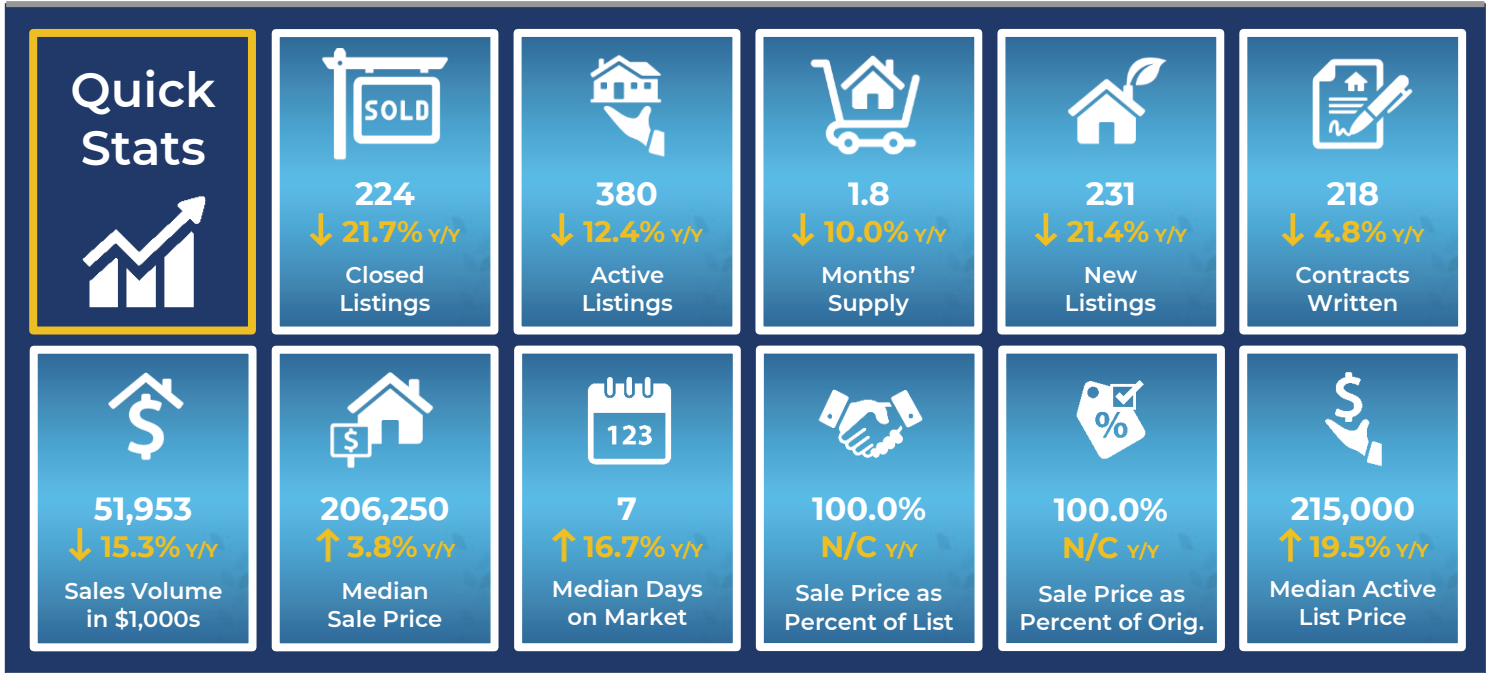 Quick
Stats
SOLD
224
↓ 21.7% Y/Y
Closed
Listings
380
↓ 12.4% Y/Y
Active
Listings
1.8
↓ 10.0% Y/Y
Months’
Supply
231
↓ 21.4% Y/Y
New
Listings
218
↓ 4.8% Y/Y
Contracts
Written
$
51,953
↓ 15.3% Y/Y
Sales Volume
in $1,000s
$
206,250
↑ 3.8% Y/Y
Median
Sale Price
123
7
↑ 16.7% Y/Y
Median Days
on Market
100.0%
N/C Y/Y
Sale Price as
Percent of List
%
100.0%
N/C Y/Y
Sale Price as
Percent of Orig.
$
215,000
↑ 19.5% Y/Y
Median Active
List Price